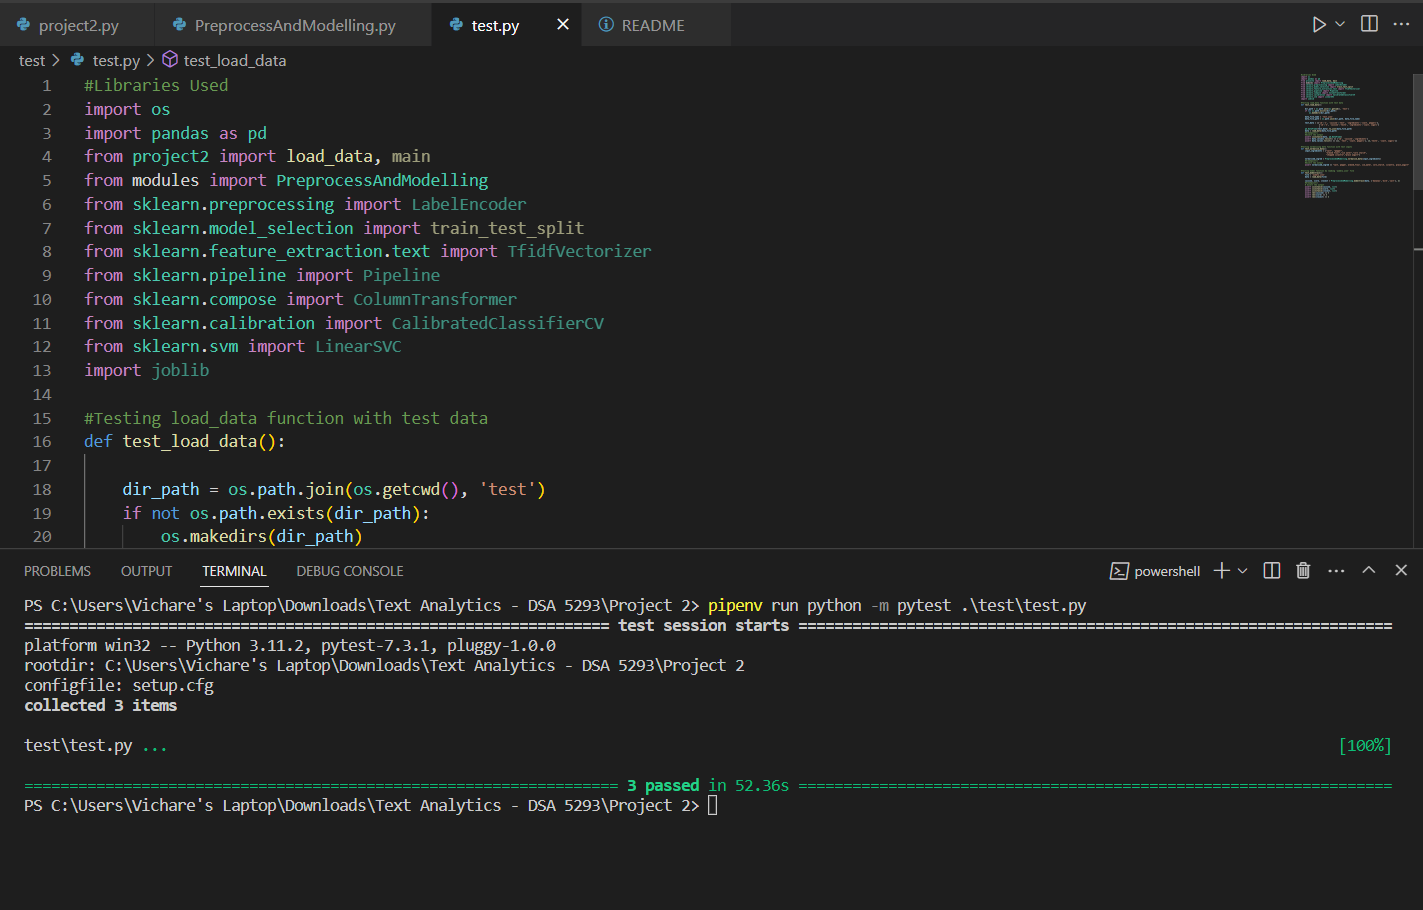 project2.py PreprocessAndModelling.py test.py README
test > test.py > test_load_data
1 #Libraries Used
2 import os
3 import pandas as pd
4 from project2 import load_data, main
5 from modules import PreprocessAndModelling
6 from sklearn.preprocessing import LabelEncoder
7 from sklearn.model_selection import train_test_split
8 from sklearn.feature_extraction.text import TfidfVectorizer
9 from sklearn.pipeline import Pipeline
10 from sklearn.compose import ColumnTransformer
11 from sklearn.calibration import CalibratedClassifierCV
12 from sklearn.svm import LinearSVC
13 import joblib
14
15 #Testing load_data function with test data
16 def test_load_data():
17
18 dir_path = os.path.join(os.getcwd(), 'test')
19 if not os.path.exists(dir_path):
20 os.makedirs(dir_path)
PROBLEMS OUTPUT TERMINAL DEBUG CONSOLE powershell
PS C:\Users\Vichare's Laptop\Downloads\Text Analytics - DSA 5293\Project 2> pipenv run python -m pytest .\test\test.py
================================================================= test session starts ==================================================================
platform win32 -- Python 3.11.2, pytest-7.3.1, pluggy-1.0.0
rootdir: C:\Users\Vichare's Laptop\Downloads\Text Analytics - DSA 5293\Project 2
configfile: setup.cfg
collected 3 items
test\test.py ... [100%]
================================================================== 3 passed in 52.36s ==================================================================
PS C:\Users\Vichare's Laptop\Downloads\Text Analytics - DSA 5293\Project 2>